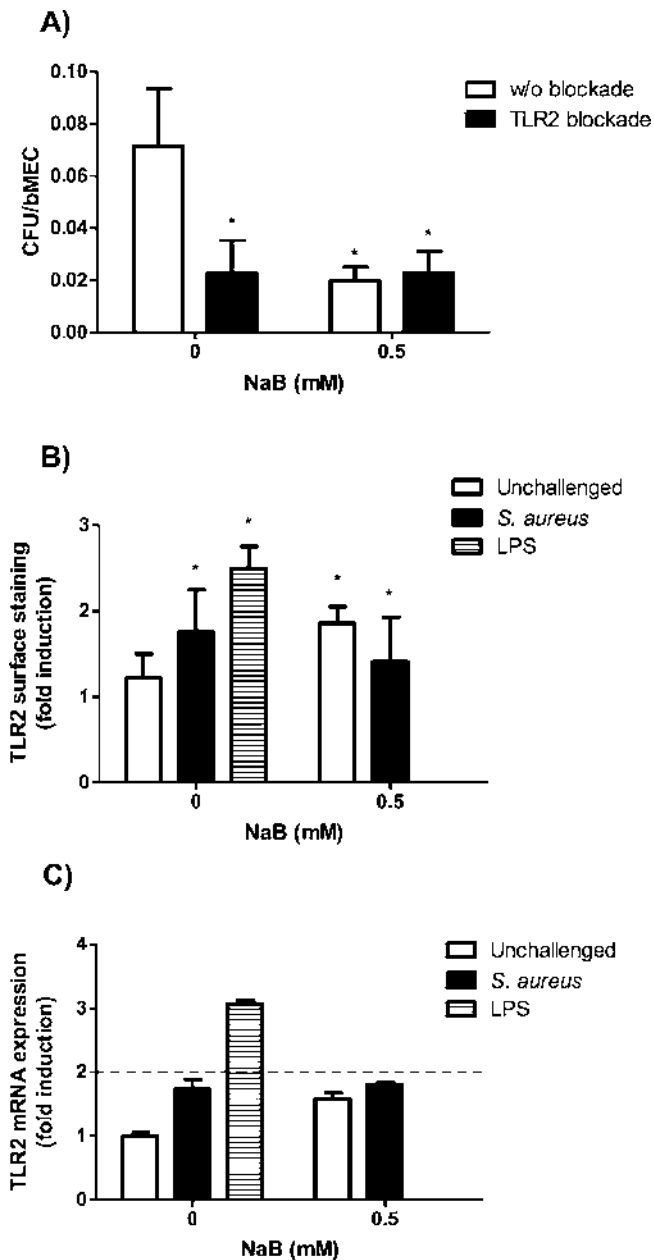 A)
0.10
0.08
0.06
0.04
0.02
0.00
CFU/bMEC
w/o blockade
TLR2 blockade
*
*
*
0
0.5
NaB (mM)
B)
Unchallenged
S. aureus
LPS
3
2
1
0
TLR2 surface staining
(fold induction)
*
*
*
*
0
0.5
NaB (mM)
C)
Unchallenged
S. aureus
LPS
4
3
2
1
0
TLR2 mRNA expression
(fold induction)
0
0.5
NaB (mM)